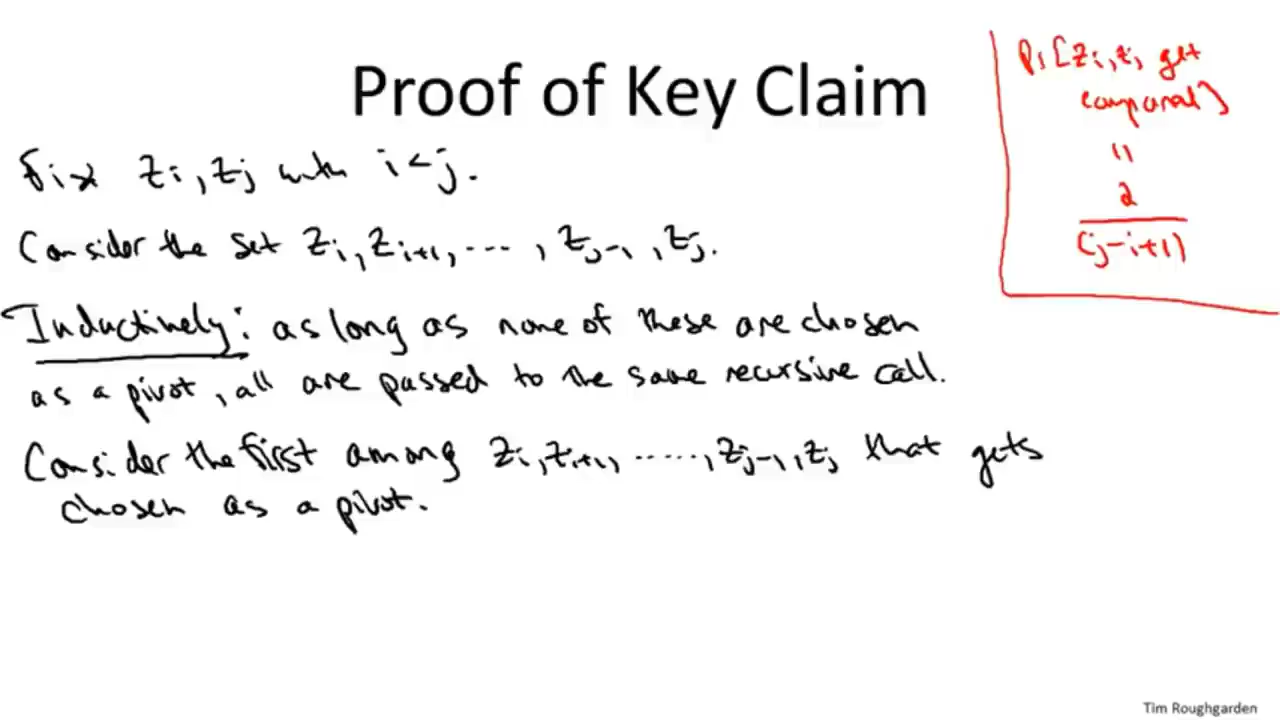 Proof of Key Claim
Pr[zi, zj get
compared]
=
2
(j-i+1)
fix zi, zj with i<j.
Consider the set zi, zi+1, ..., zj-1, zj.
Inductively: as long as none of these are chosen
as a pivot, all are passed to the same recursive call.
Consider the first among zi, zi+1, ....., zj-1, zj that gets
chosen as a pivot.
Tim Roughgarden